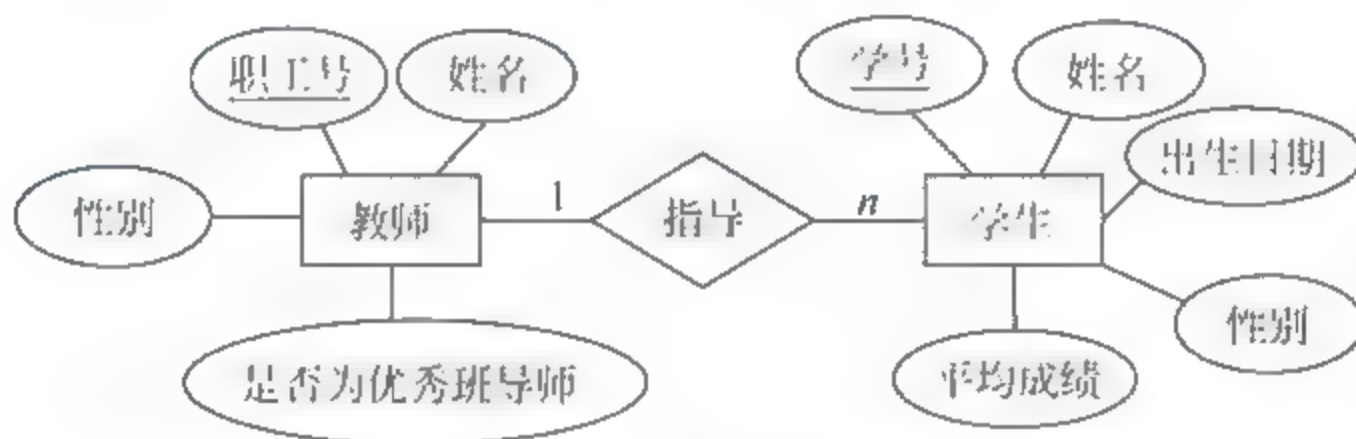 职工号 姓名 学号 姓名
出生日期
性别 教师 1 指导 n 学生
性别
是否为优秀班导师 平均成绩